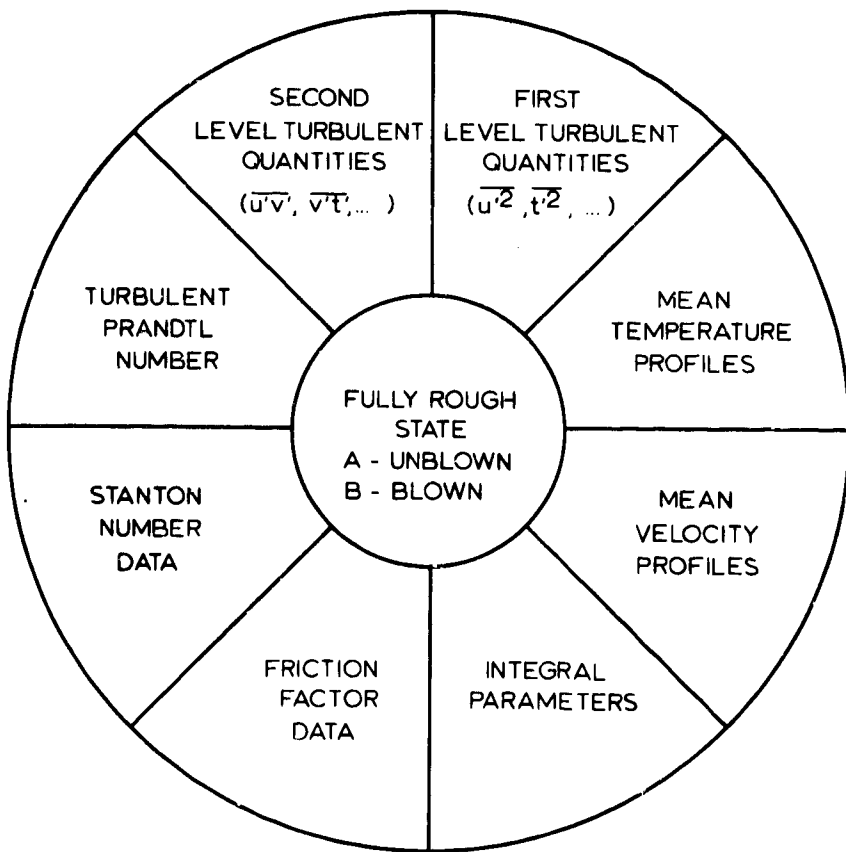 SECOND
LEVEL TURBULENT
QUANTITIES
(u'v', v't', ... )
FIRST
LEVEL TURBULENT
QUANTITIES
(u'², t'², ...)
TURBULENT
PRANDTL
NUMBER
MEAN
TEMPERATURE
PROFILES
FULLY ROUGH
STATE
A - UNBLOWN
B - BLOWN
STANTON
NUMBER
DATA
MEAN
VELOCITY
PROFILES
FRICTION
FACTOR
DATA
INTEGRAL
PARAMETERS